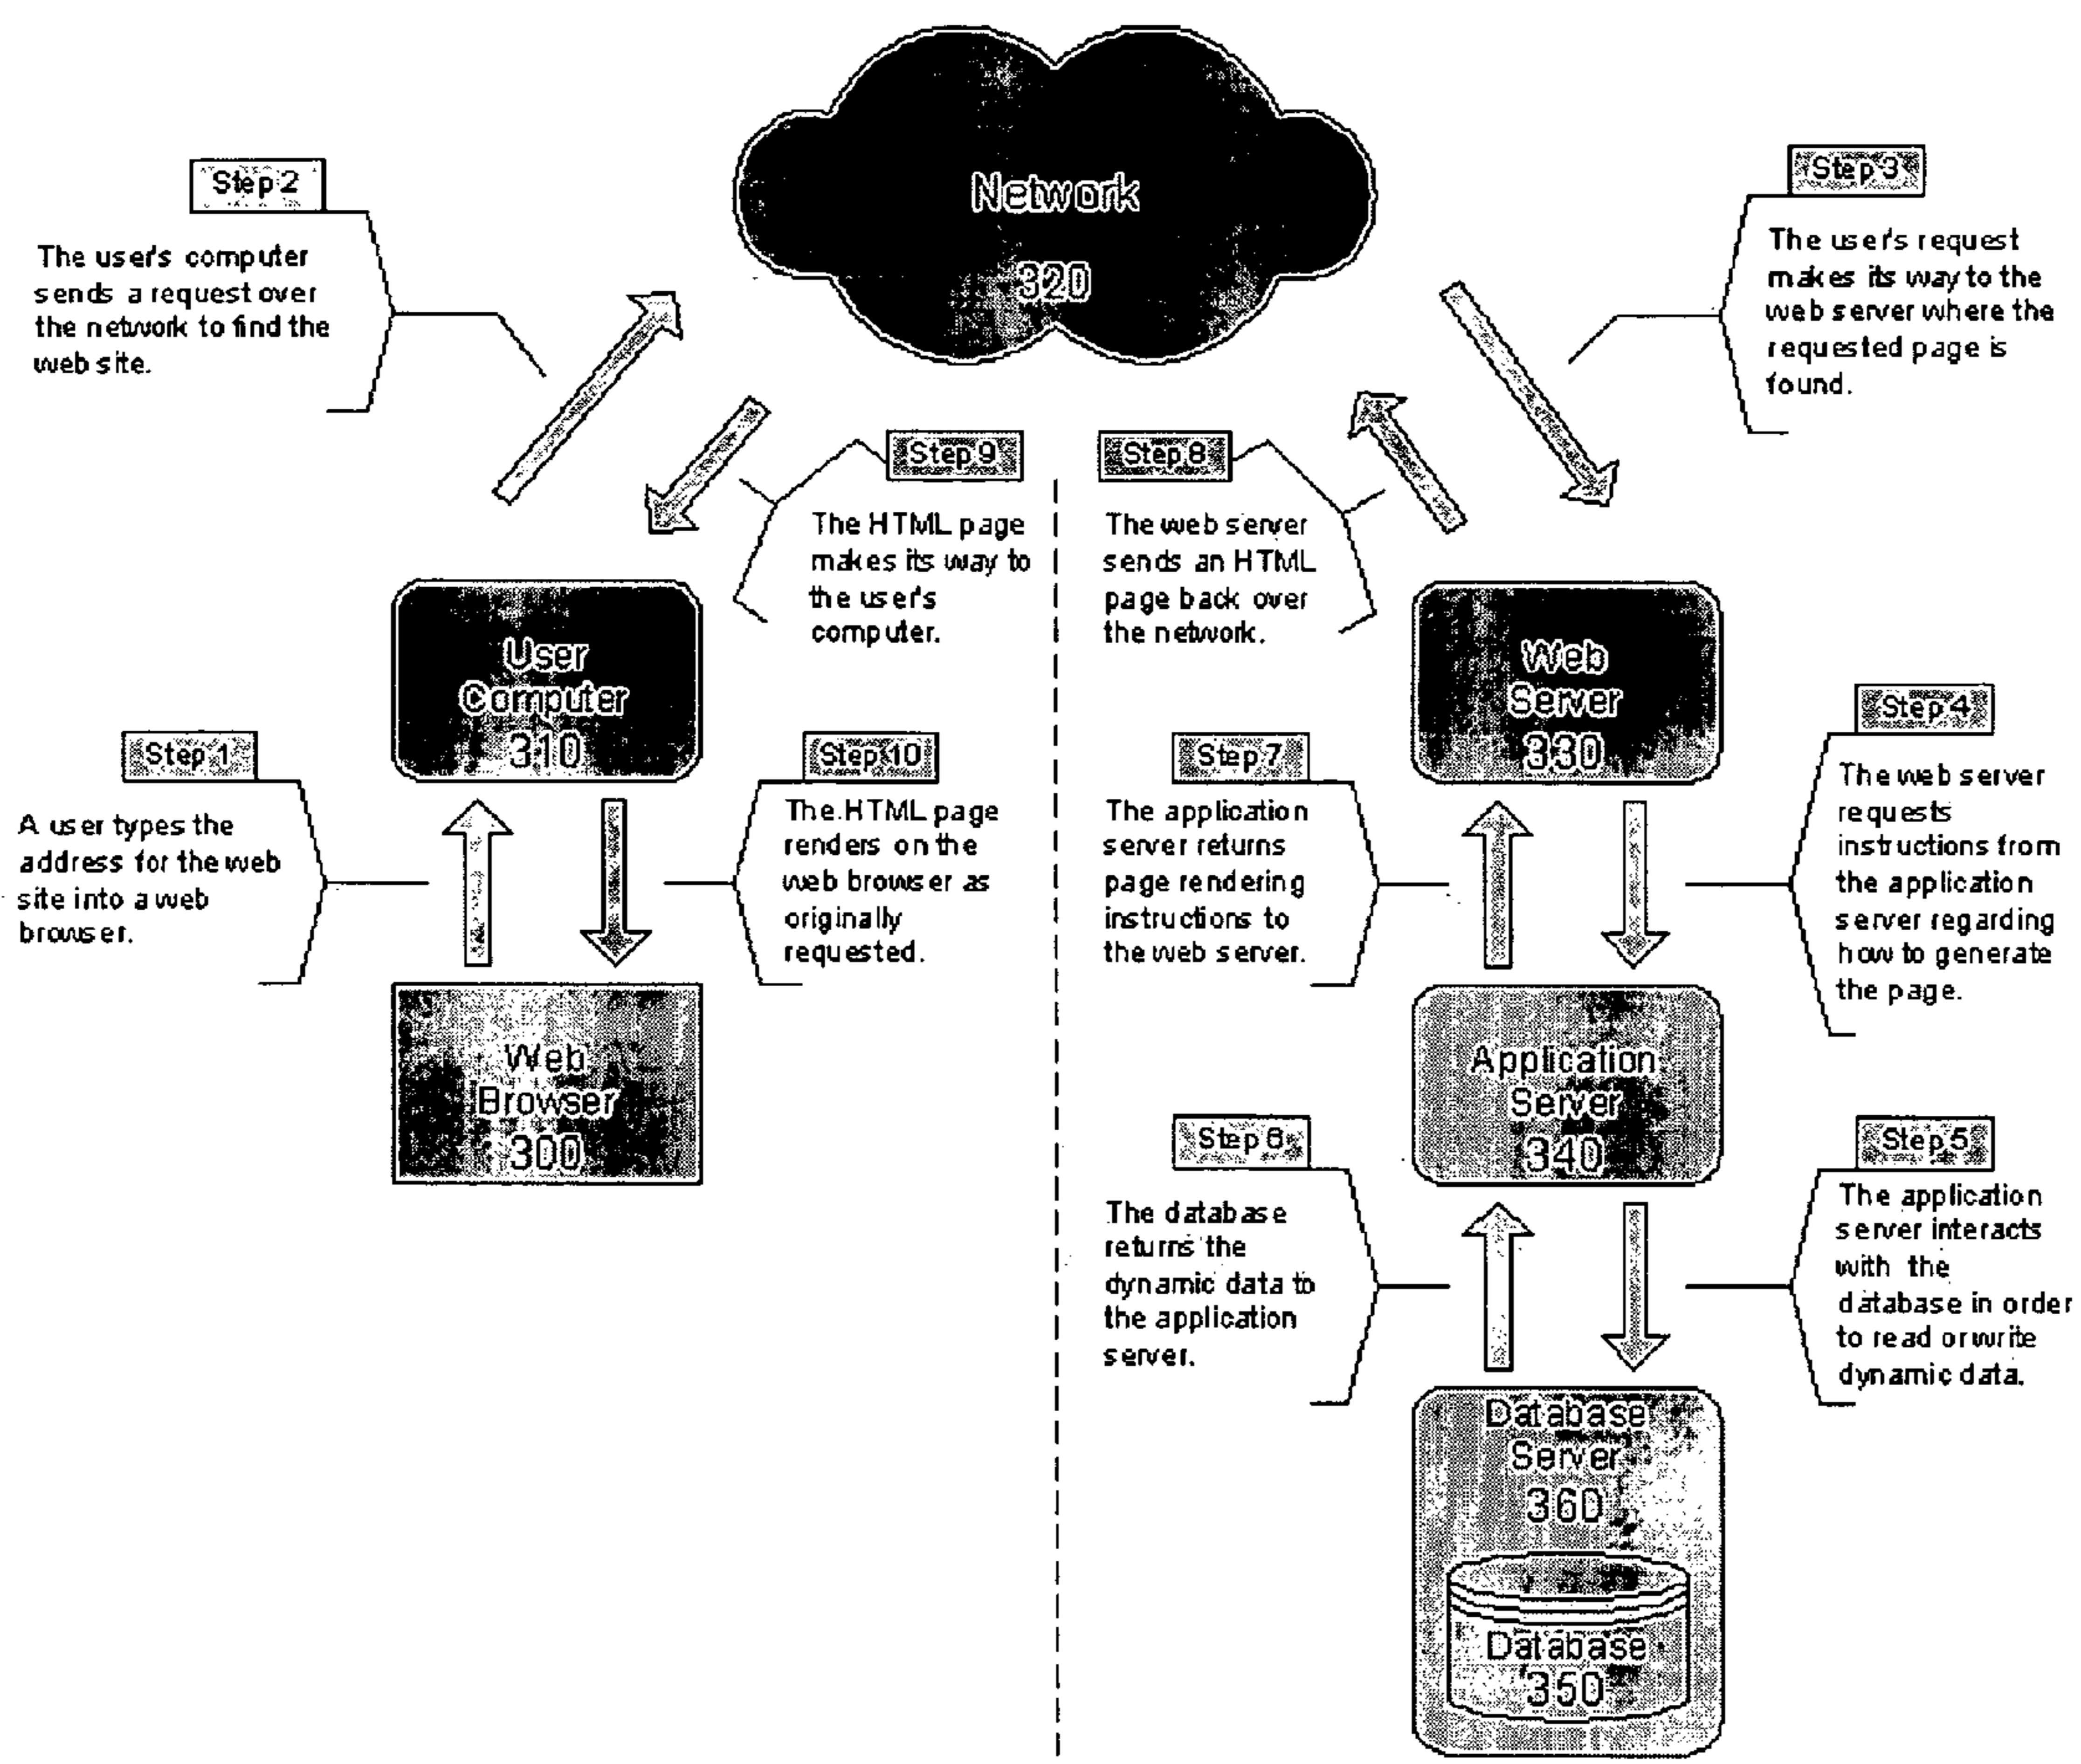 Network
320
Step 2
The user's computer
sends a request over
the network to find the
web site.
Step 3
The user's request
makes its way to the
web server where the
requested page is
found.
Step 9
The HTML page
makes its way to
the user's
computer.
Step 8
The web server
sends an HTML
page back over
the network.
User
Computer
310
Web
Server
330
Step 1
A user types the
address for the web
site into a web
browser.
Step 10
The HTML page
renders on the
web browser as
originally
requested.
Step 7
The application
server returns
page rendering
instructions to
the web server.
Step 4
The web server
requests
instructions from
the application
server regarding
how to generate
the page.
Web
Browser
300
Application
Server
340
Step 6
The database
returns the
dynamic data to
the application
server.
Step 5
The application
server interacts
with the
database in order
to read or write
dynamic data.
Database
Server
360
Database
350